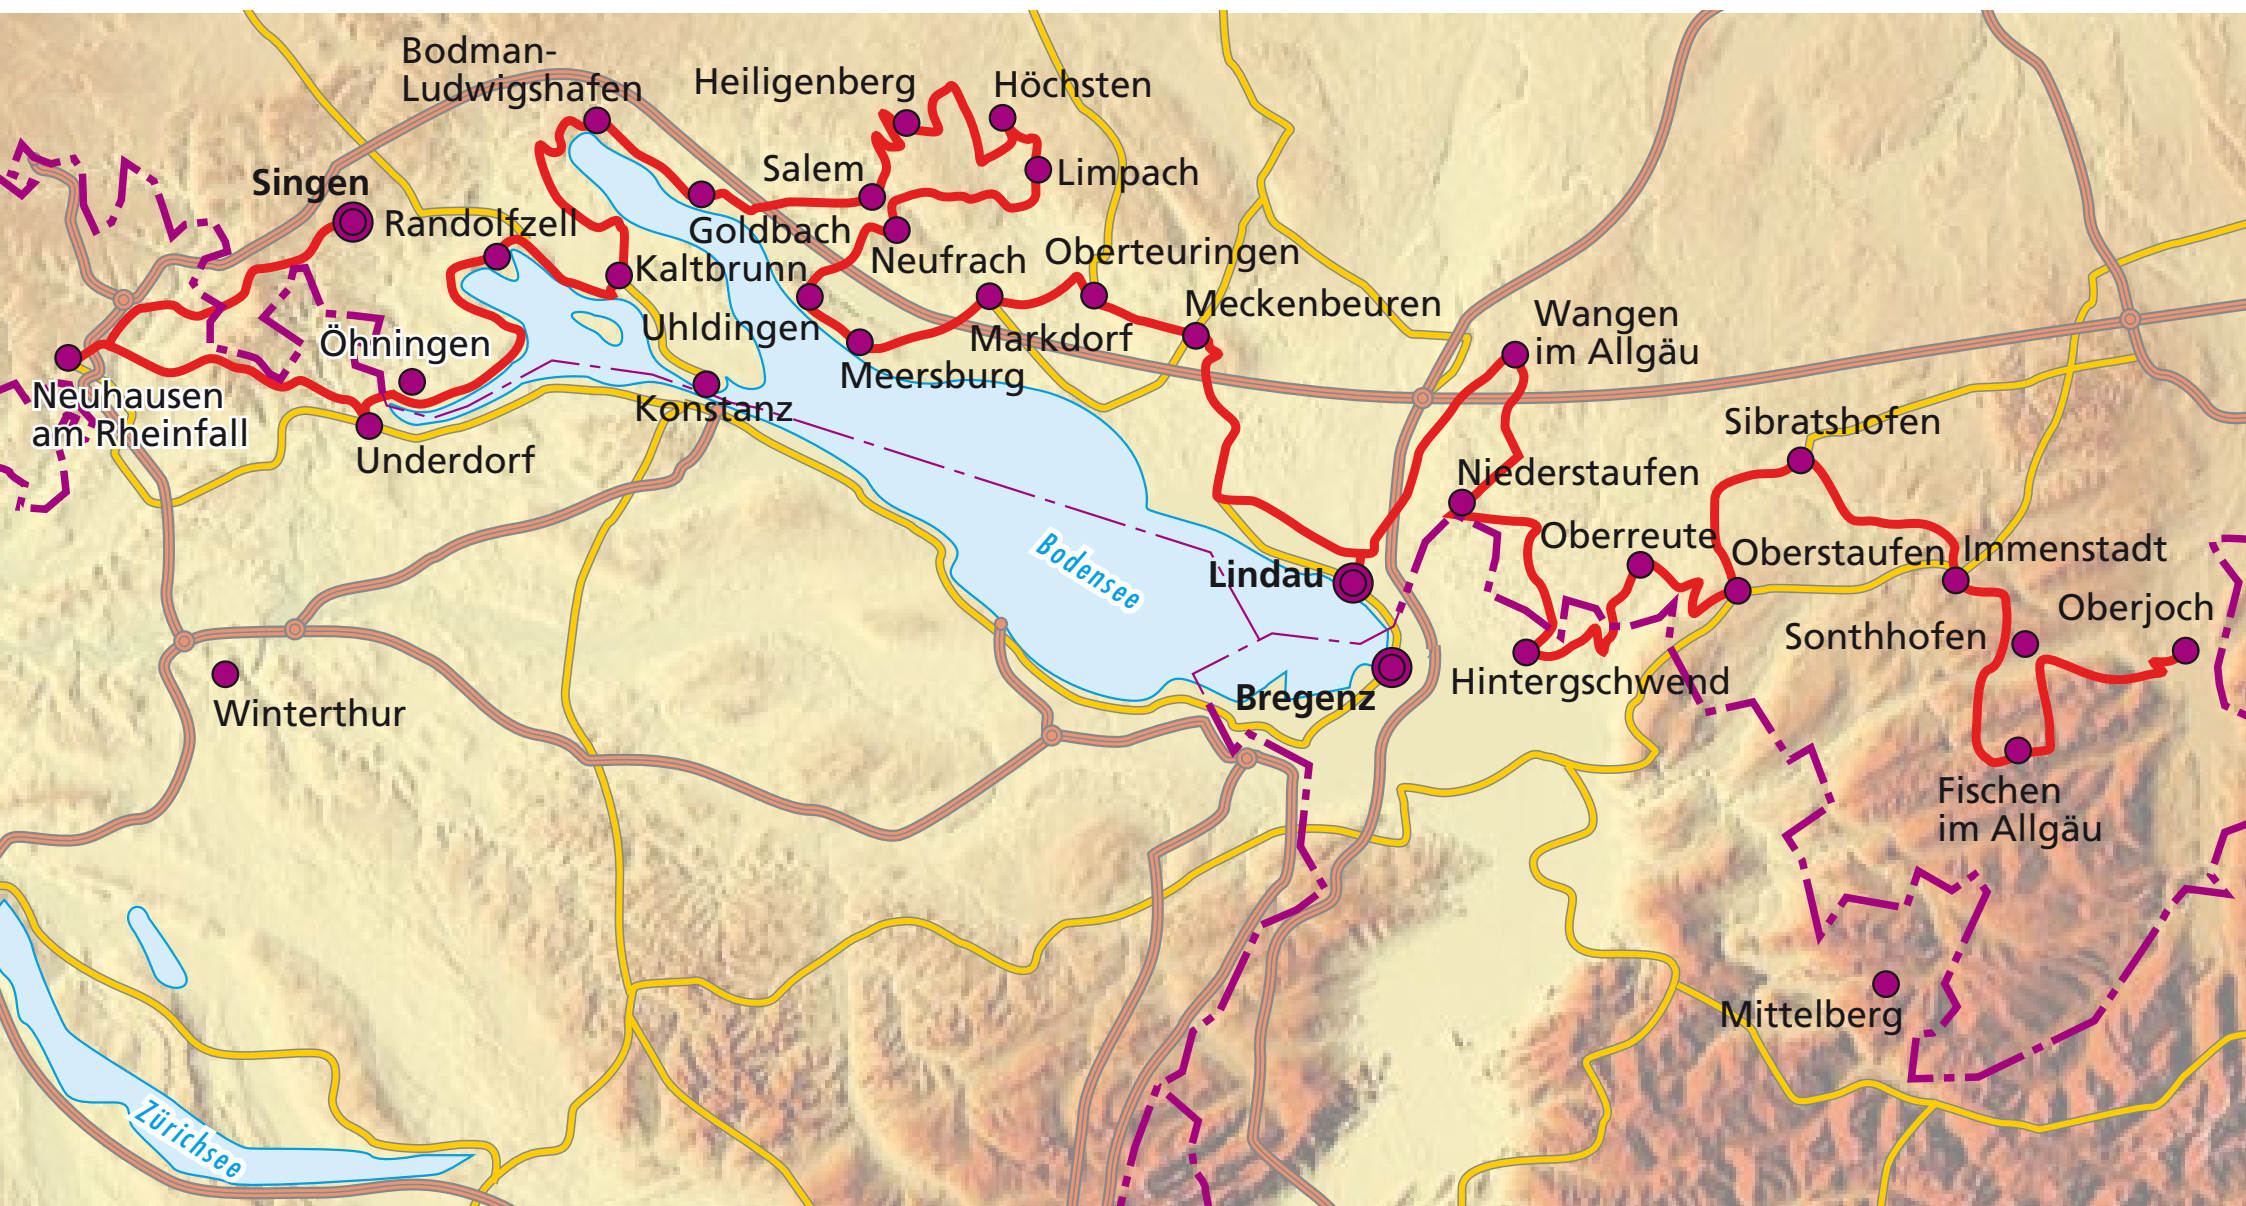 Bodman-
Ludwigshafen
Heiligenberg
Höchsten
Singen
Salem
Limpach
Randolfzell
Goldbach
Neufrach
Oberteuringen
Kaltbrunn
Uhldingen
Markdorf
Meckenbeuren
Wangen
im Allgäu
Öhningen
Meersburg
Neuhausen
am Rheinfall
Konstanz
Sibratshofen
Underdorf
Niederstaufen
Oberreute
Oberstaufen
Immenstadt
Bodensee
Lindau
Oberjoch
Sonthhofen
Bregenz
Hintergschwend
Winterthur
Fischen
im Allgäu
Mittelberg
Zürichsee